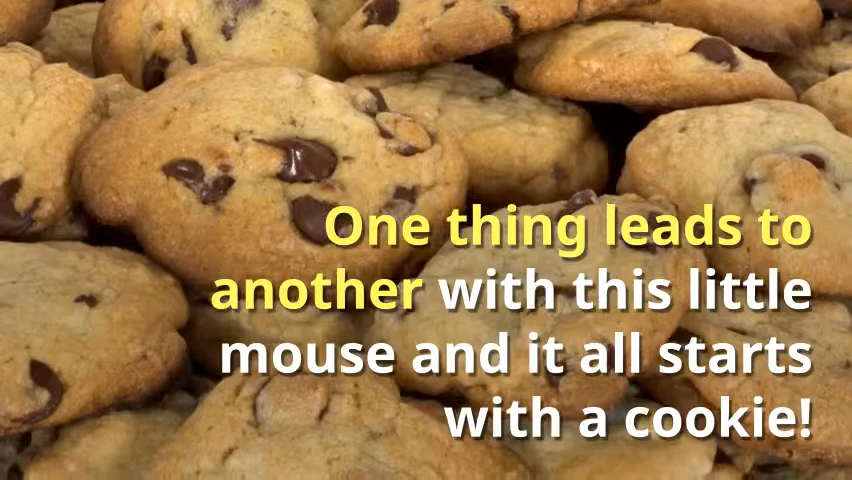 One thing leads to
another with this little
mouse and it all starts
with a cookie!